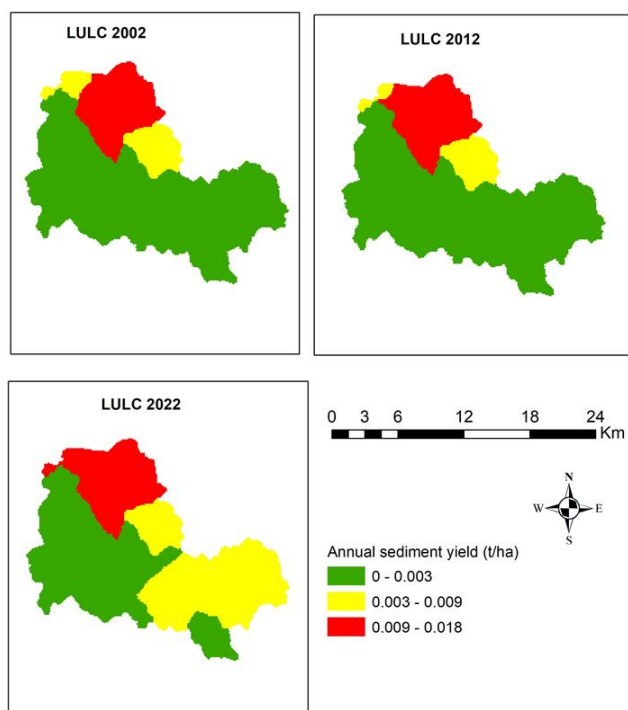 LULC 2002
LULC 2012
LULC 2022
0 3 6 12 18 24
Km
N
W E
S
Annual sediment yield (t/ha)
0 - 0.003
0.003 - 0.009
0.009 - 0.018